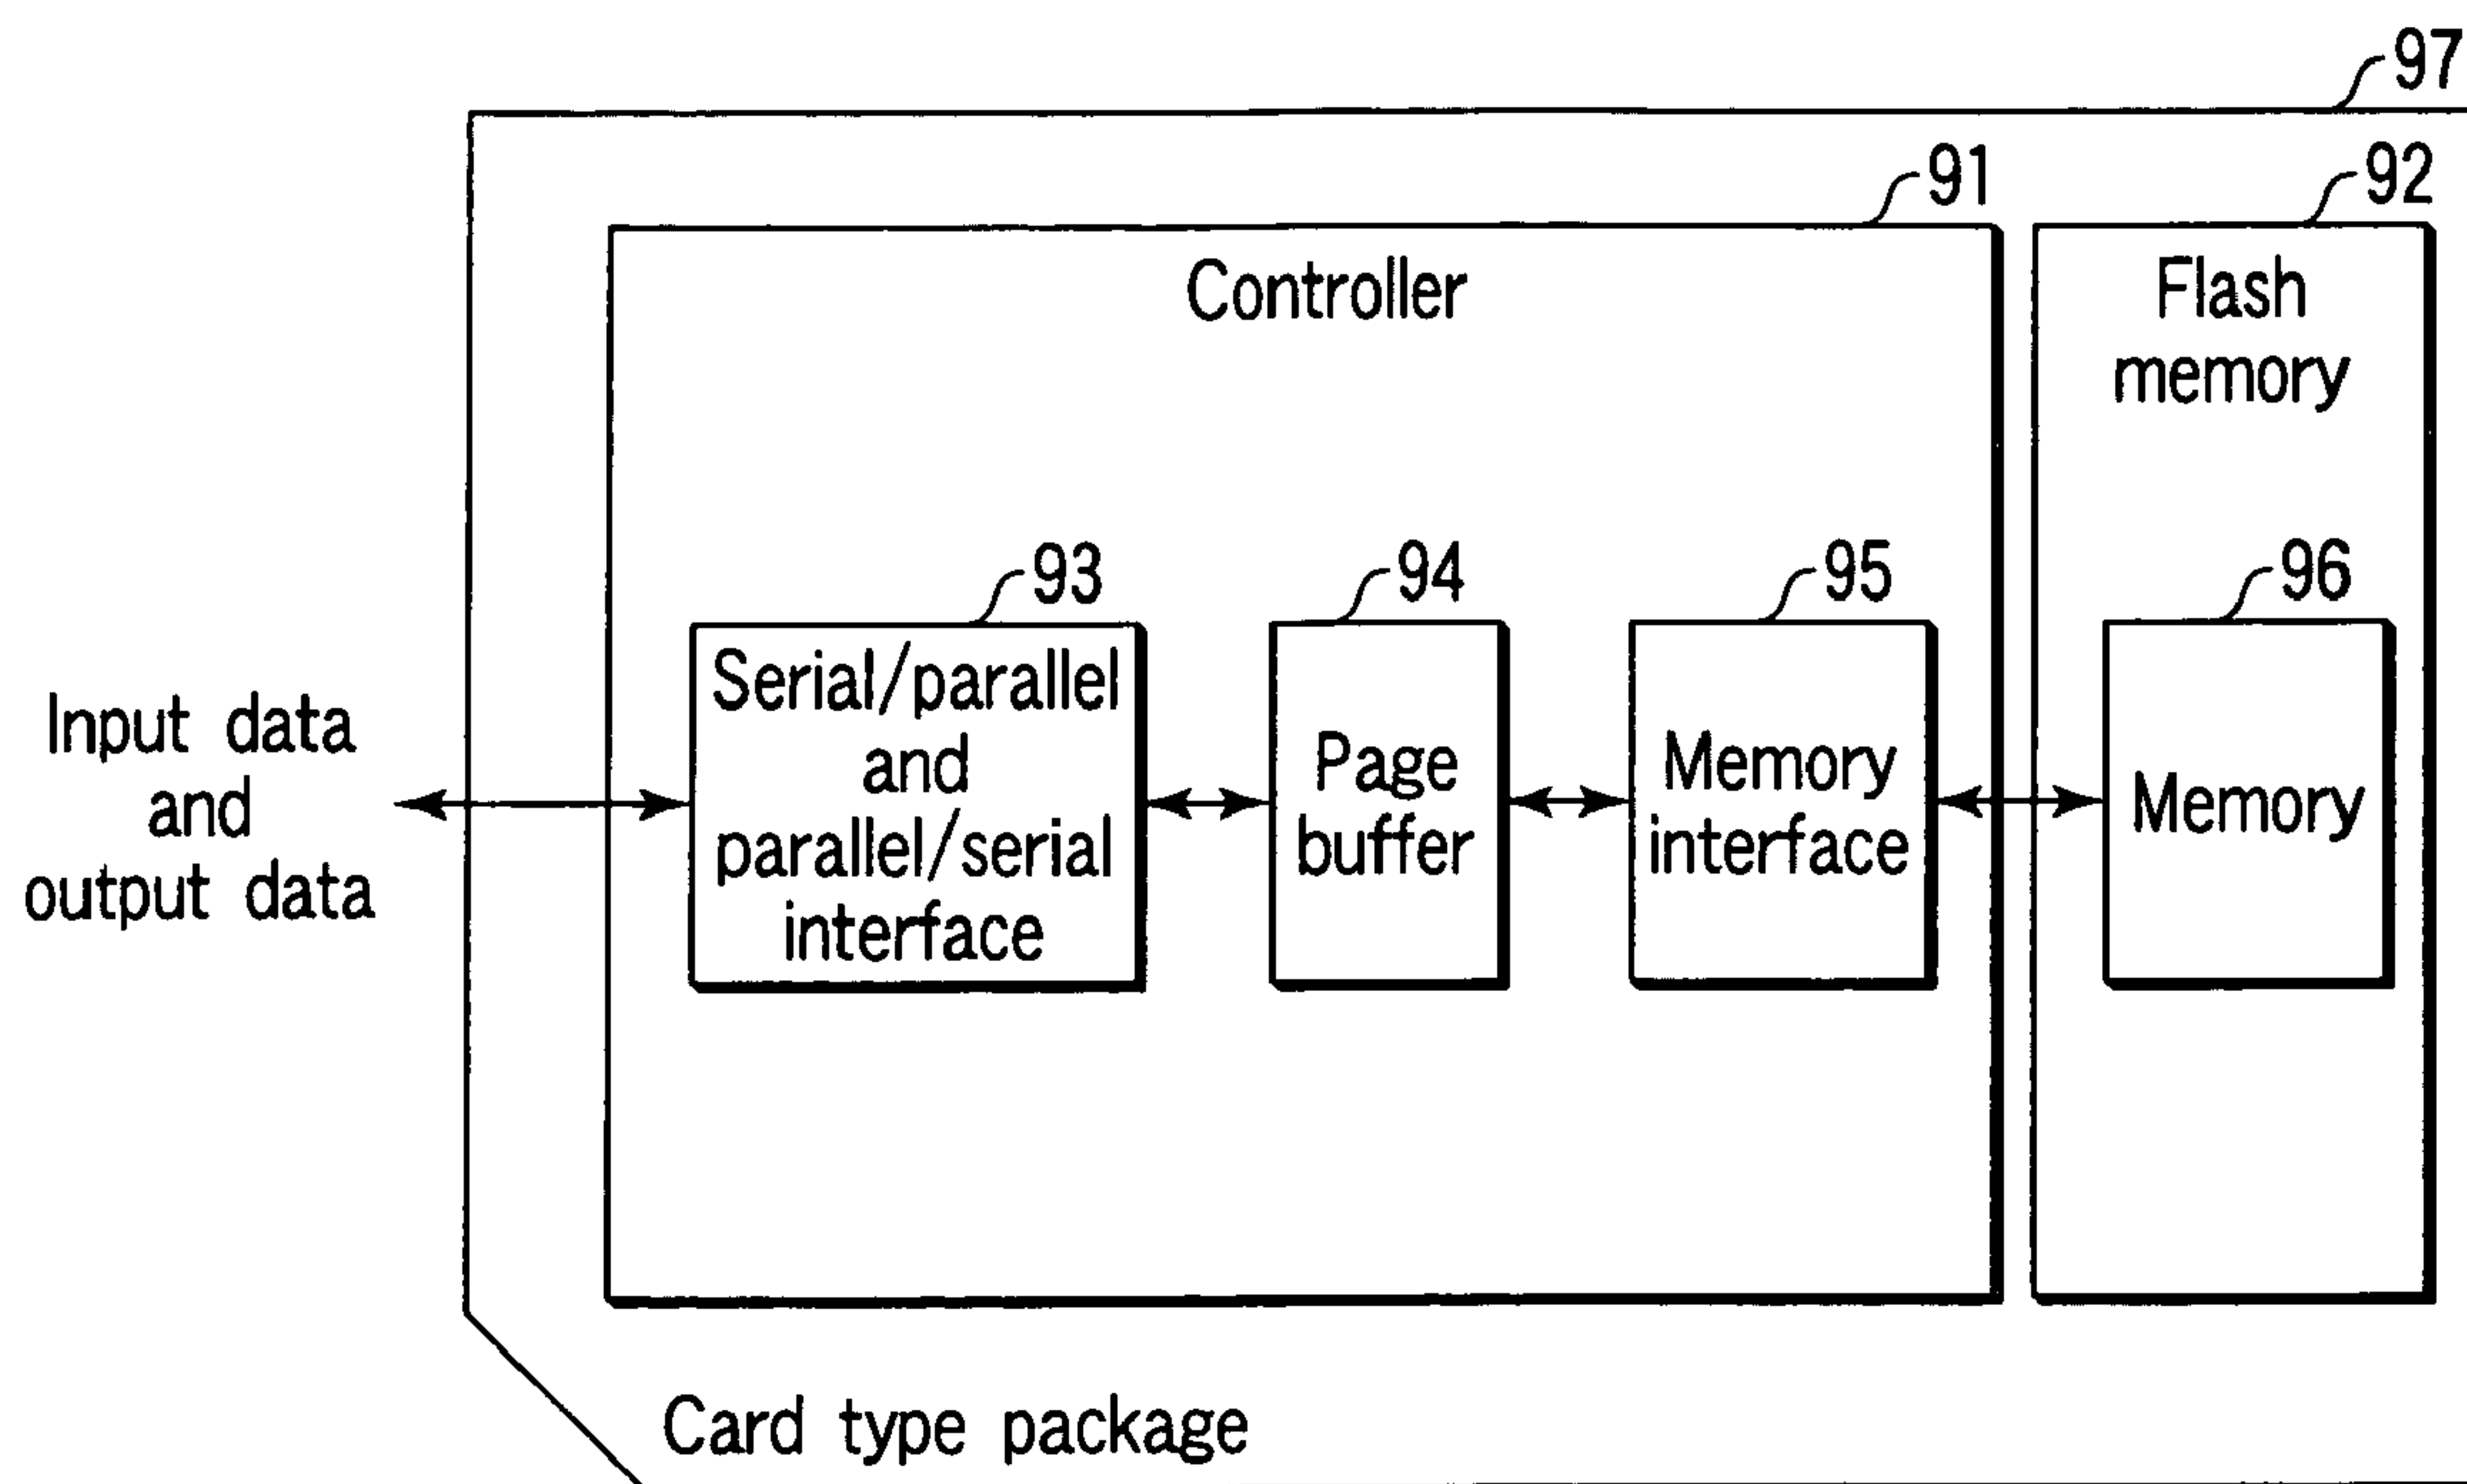 97
91
92
Controller
Flash
memory
93
94
95
96
Serial/parallel
and
parallel/serial
interface
Page
buffer
Memory
interface
Memory
Input data
and
output data
Card type package